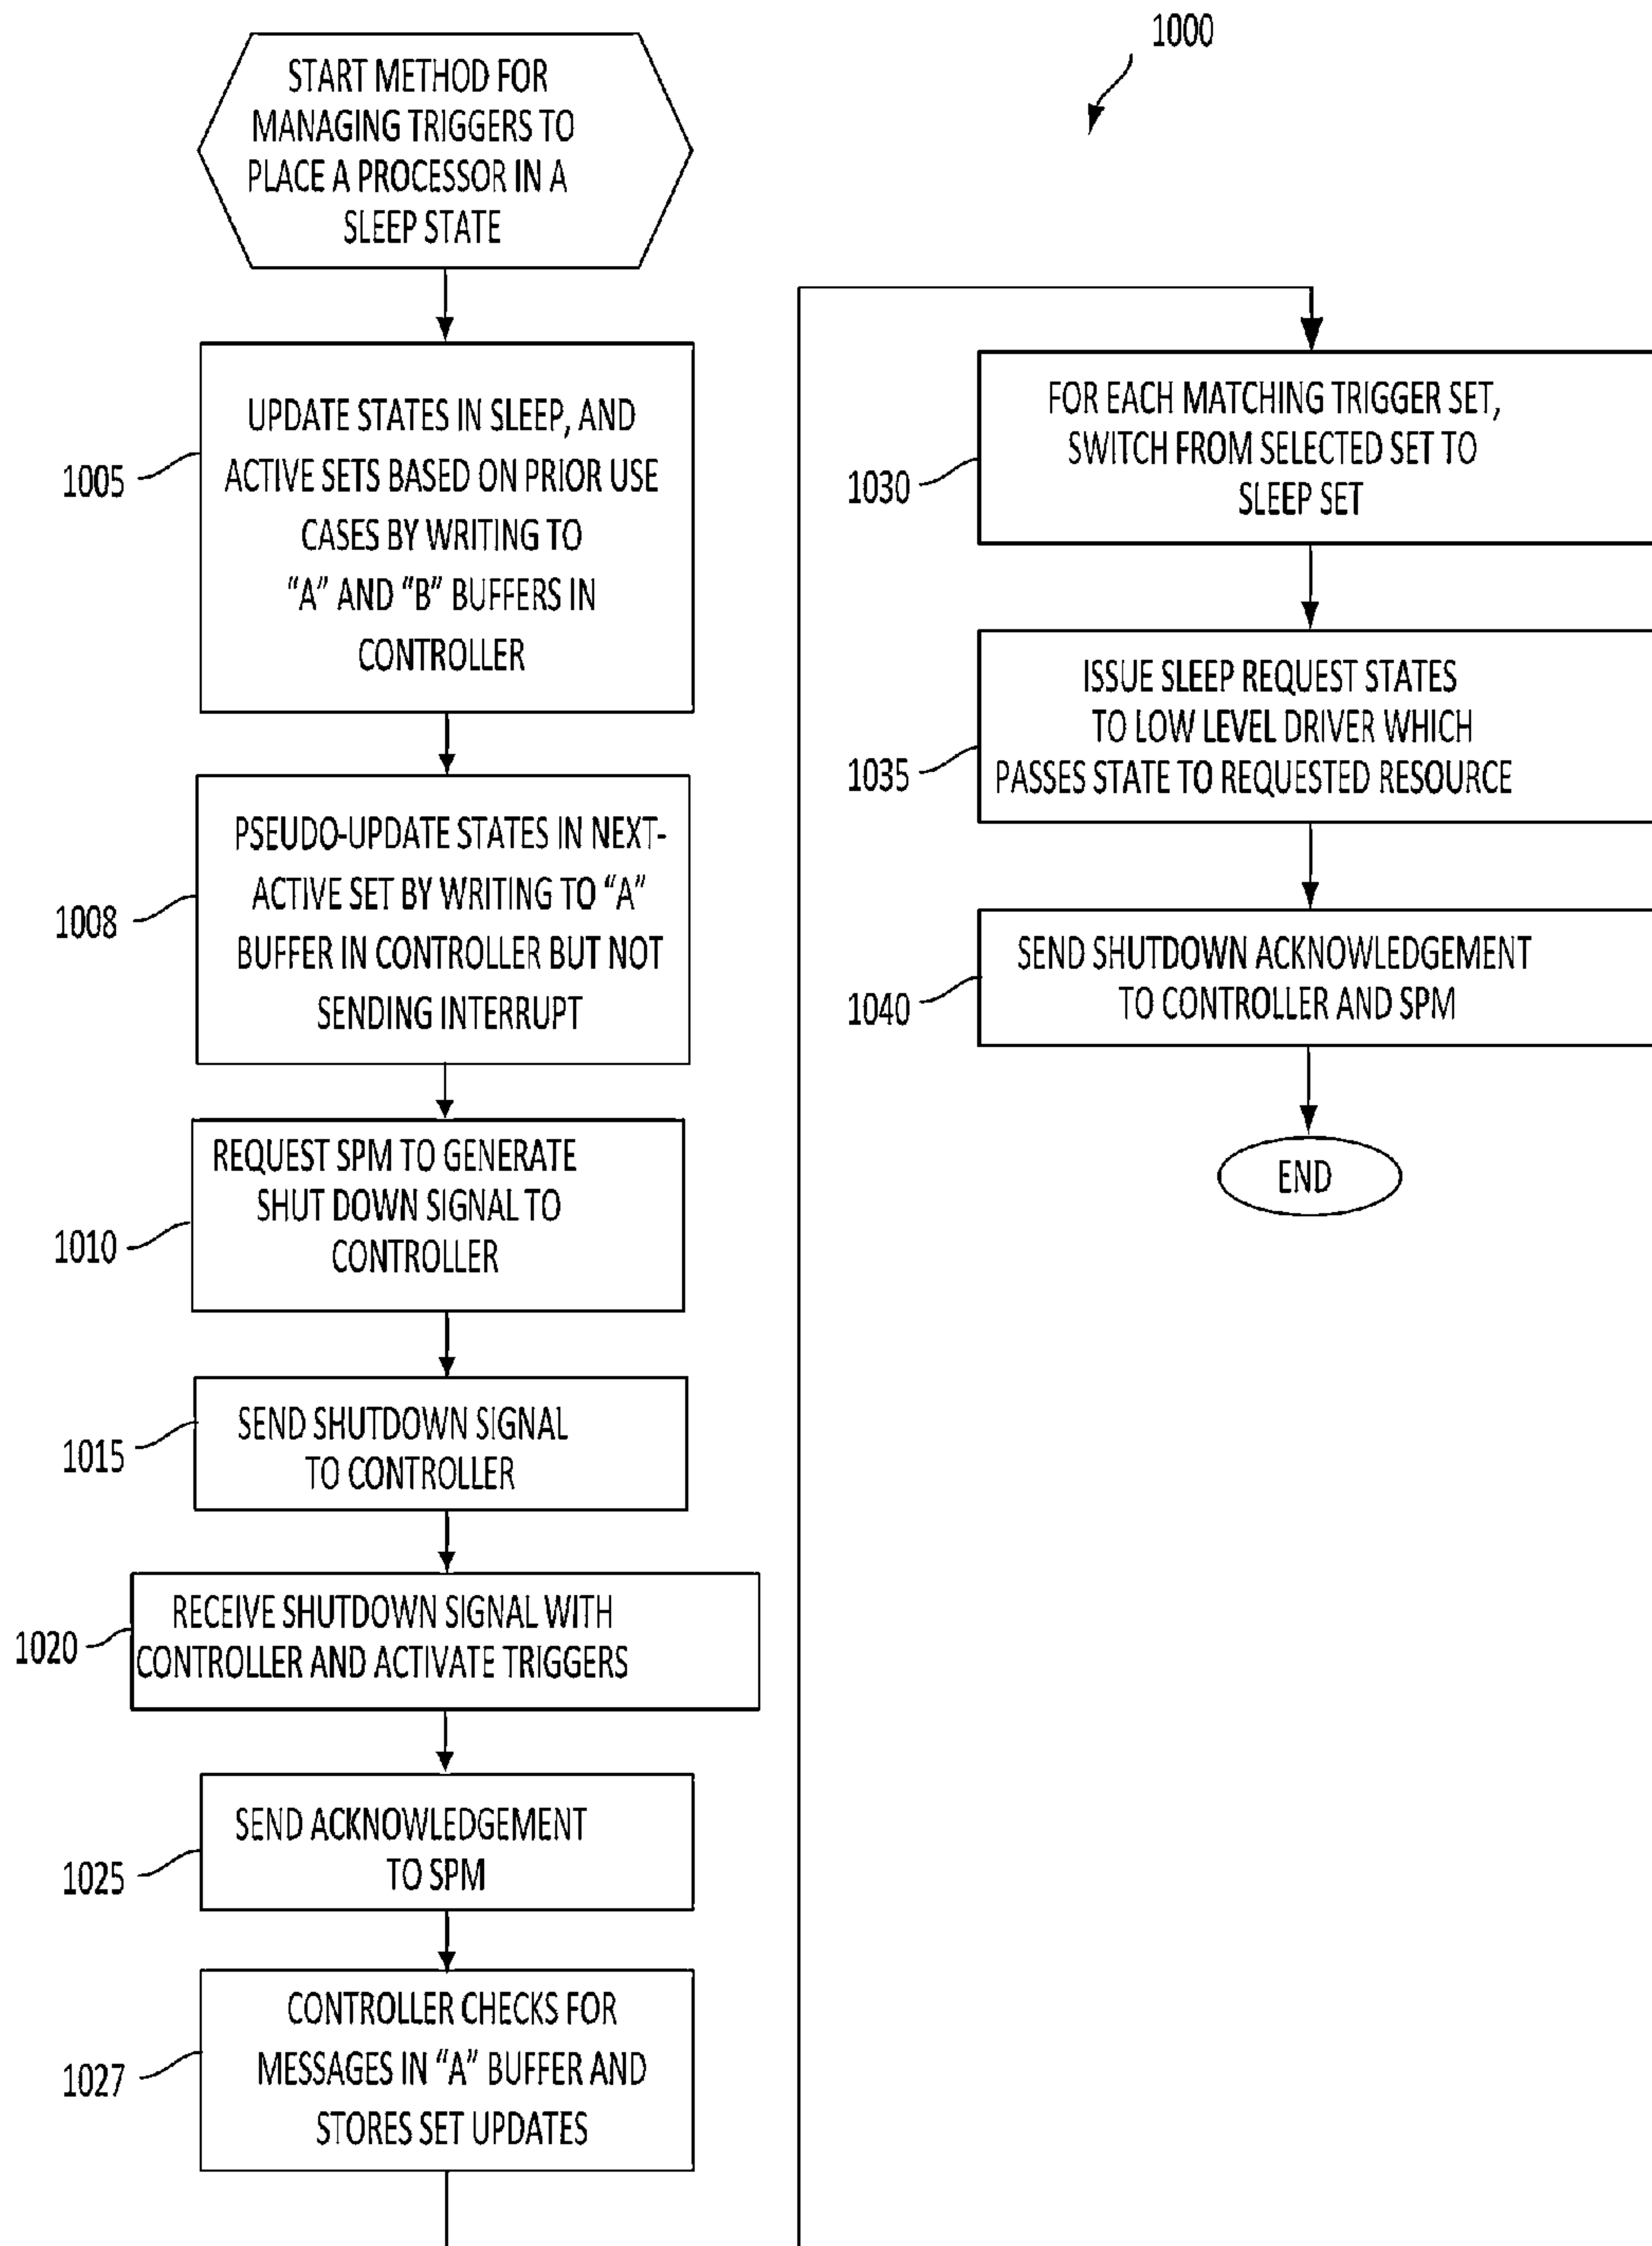 1000
START METHOD FOR
MANAGING TRIGGERS TO
PLACE A PROCESSOR IN A
SLEEP STATE
1005
UPDATE STATES IN SLEEP, AND
ACTIVE SETS BASED ON PRIOR USE
CASES BY WRITING TO
“A” AND “B” BUFFERS IN
CONTROLLER
1008
PSEUDO-UPDATE STATES IN NEXT-
ACTIVE SET BY WRITING TO “A”
BUFFER IN CONTROLLER BUT NOT
SENDING INTERRUPT
1010
REQUEST SPM TO GENERATE
SHUT DOWN SIGNAL TO
CONTROLLER
1015
SEND SHUTDOWN SIGNAL
TO CONTROLLER
1020
RECEIVE SHUTDOWN SIGNAL WITH
CONTROLLER AND ACTIVATE TRIGGERS
1025
SEND ACKNOWLEDGEMENT
TO SPM
1027
CONTROLLER CHECKS FOR
MESSAGES IN “A” BUFFER AND
STORES SET UPDATES
1030
FOR EACH MATCHING TRIGGER SET,
SWITCH FROM SELECTED SET TO
SLEEP SET
1035
ISSUE SLEEP REQUEST STATES
TO LOW LEVEL DRIVER WHICH
PASSES STATE TO REQUESTED RESOURCE
1040
SEND SHUTDOWN ACKNOWLEDGEMENT
TO CONTROLLER AND SPM
END